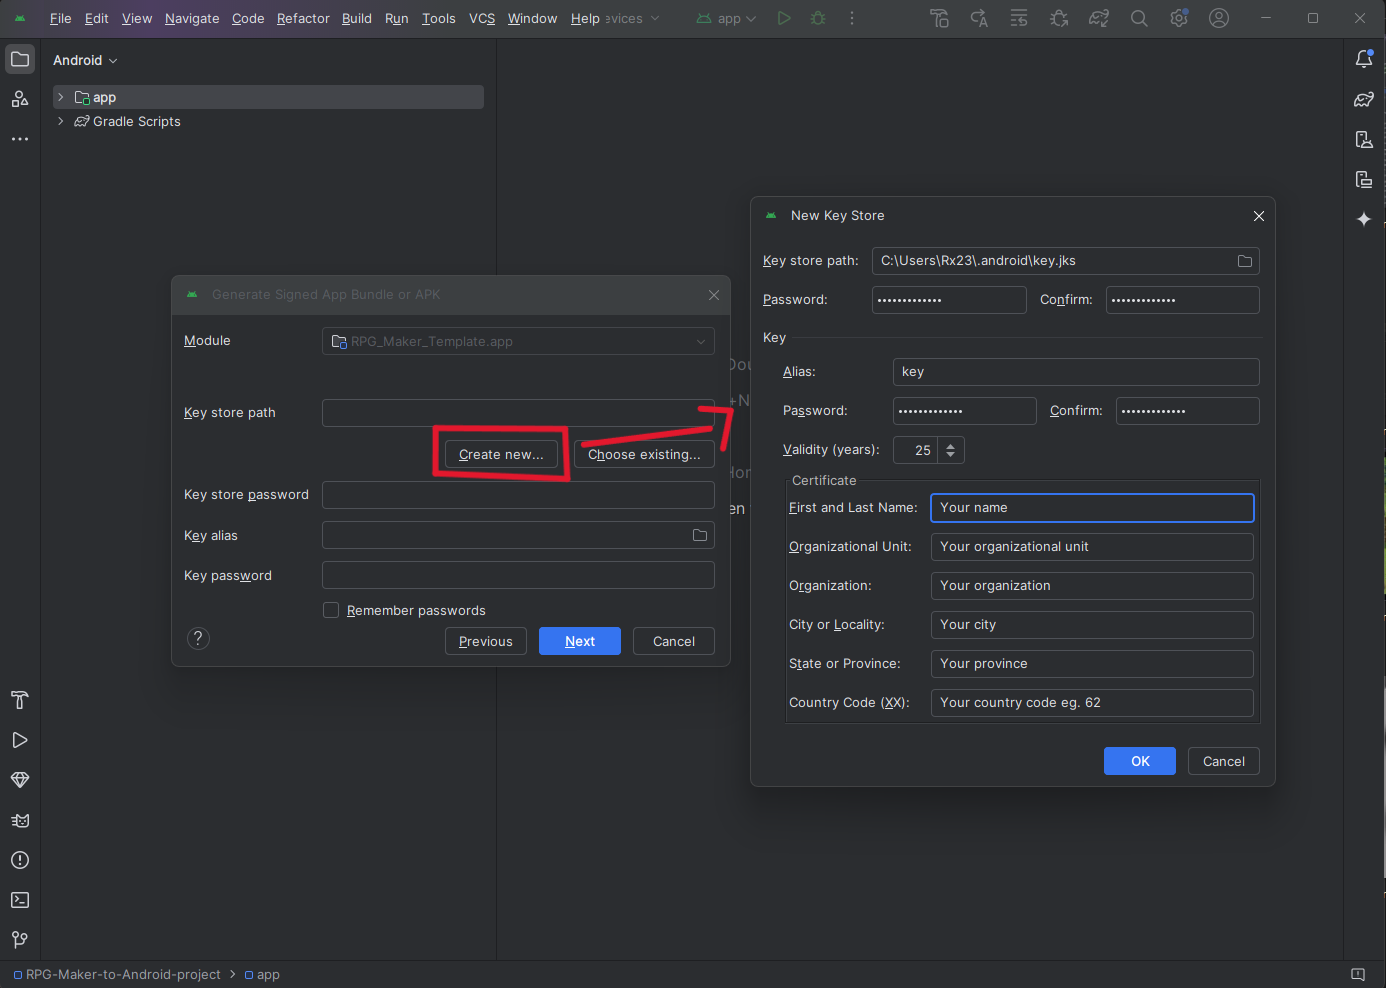 File Edit View Navigate Code Refactor Build Run Tools VCS Window Help evices app
Android
app
Gradle Scripts
Generate Signed App Bundle or APK
Module RPG_Maker_Template.app
Key store path
Create new... Choose existing...
Key store password
Key alias
Key password
Remember passwords
? Previous Next Cancel
Dou
+N
Hor
en
New Key Store
Key store path: C:\Users\Rx23\.android\key.jks
Password: ••••••••••••• Confirm: •••••••••••••
Key
Alias: key
Password: ••••••••••••• Confirm: •••••••••••••
Validity (years): 25
Certificate
First and Last Name: Your name
Organizational Unit: Your organizational unit
Organization: Your organization
City or Locality: Your city
State or Province: Your province
Country Code (XX): Your country code eg. 62
OK Cancel
RPG-Maker-to-Android-project > app